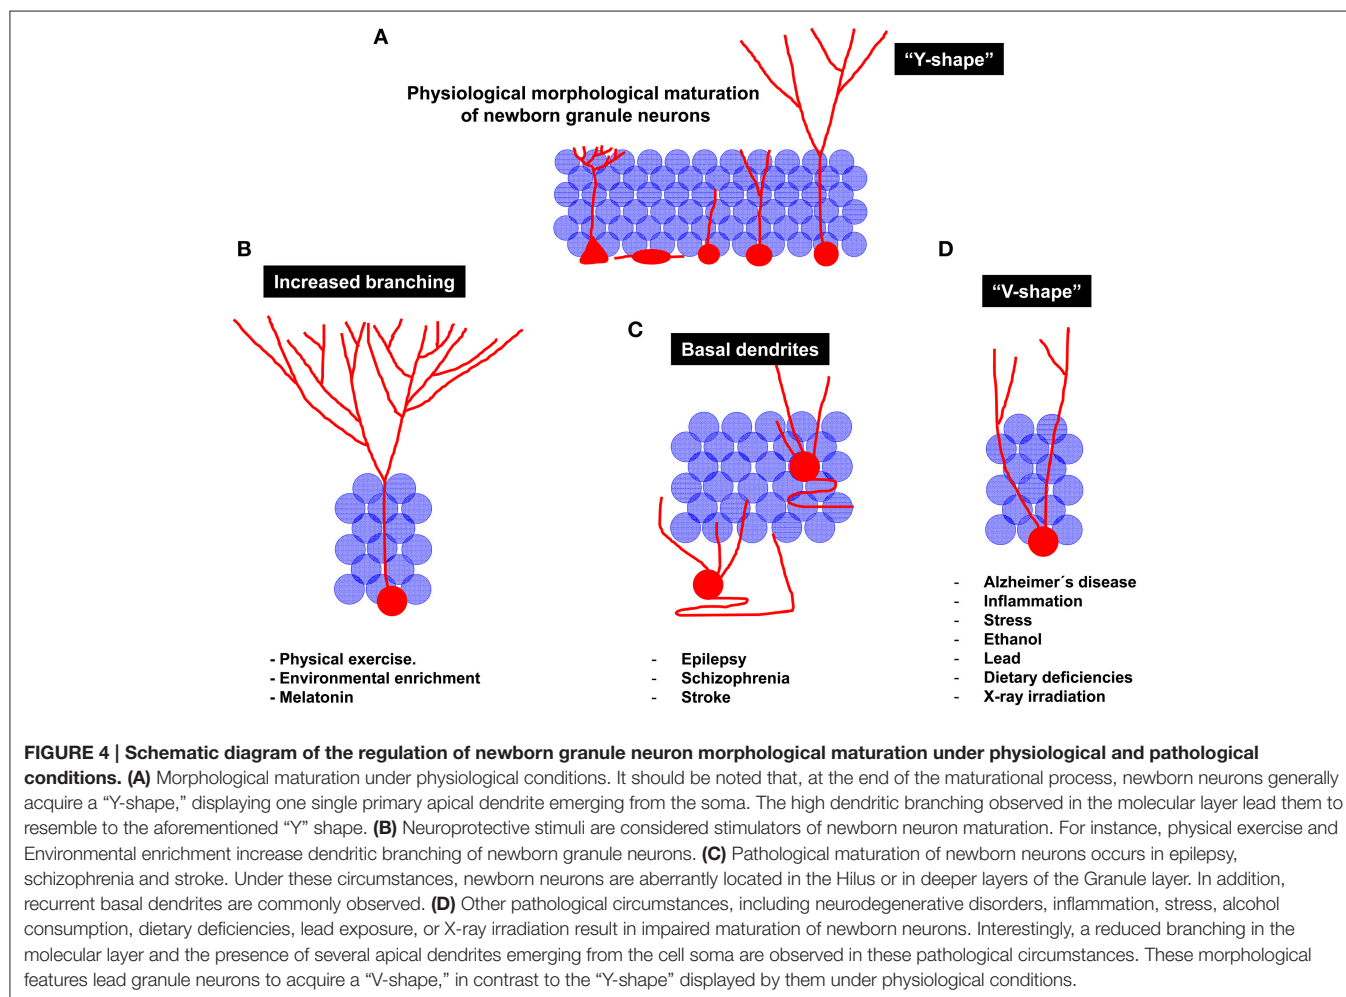 A
"Y-shape"
Physiological morphological maturation
of newborn granule neurons
B
Increased branching
- Physical exercise.
- Environmental enrichment
- Melatonin
C
Basal dendrites
- Epilepsy
- Schizophrenia
- Stroke
D
"V-shape"
- Alzheimer´s disease
- Inflammation
- Stress
- Ethanol
- Lead
- Dietary deficiencies
- X-ray irradiation
FIGURE 4 | Schematic diagram of the regulation of newborn granule neuron morphological maturation under physiological and pathological
conditions. (A) Morphological maturation under physiological conditions. It should be noted that, at the end of the maturational process, newborn neurons generally
acquire a "Y-shape," displaying one single primary apical dendrite emerging from the soma. The high dendritic branching observed in the molecular layer lead them to
resemble to the aforementioned "Y" shape. (B) Neuroprotective stimuli are considered stimulators of newborn neuron maturation. For instance, physical exercise and
Environmental enrichment increase dendritic branching of newborn granule neurons. (C) Pathological maturation of newborn neurons occurs in epilepsy,
schizophrenia and stroke. Under these circumstances, newborn neurons are aberrantly located in the Hilus or in deeper layers of the Granule layer. In addition,
recurrent basal dendrites are commonly observed. (D) Other pathological circumstances, including neurodegenerative disorders, inflammation, stress, alcohol
consumption, dietary deficiencies, lead exposure, or X-ray irradiation result in impaired maturation of newborn neurons. Interestingly, a reduced branching in the
molecular layer and the presence of several apical dendrites emerging from the cell soma are observed in these pathological circumstances. These morphological
features lead granule neurons to acquire a "V-shape," in contrast to the "Y-shape" displayed by them under physiological conditions.